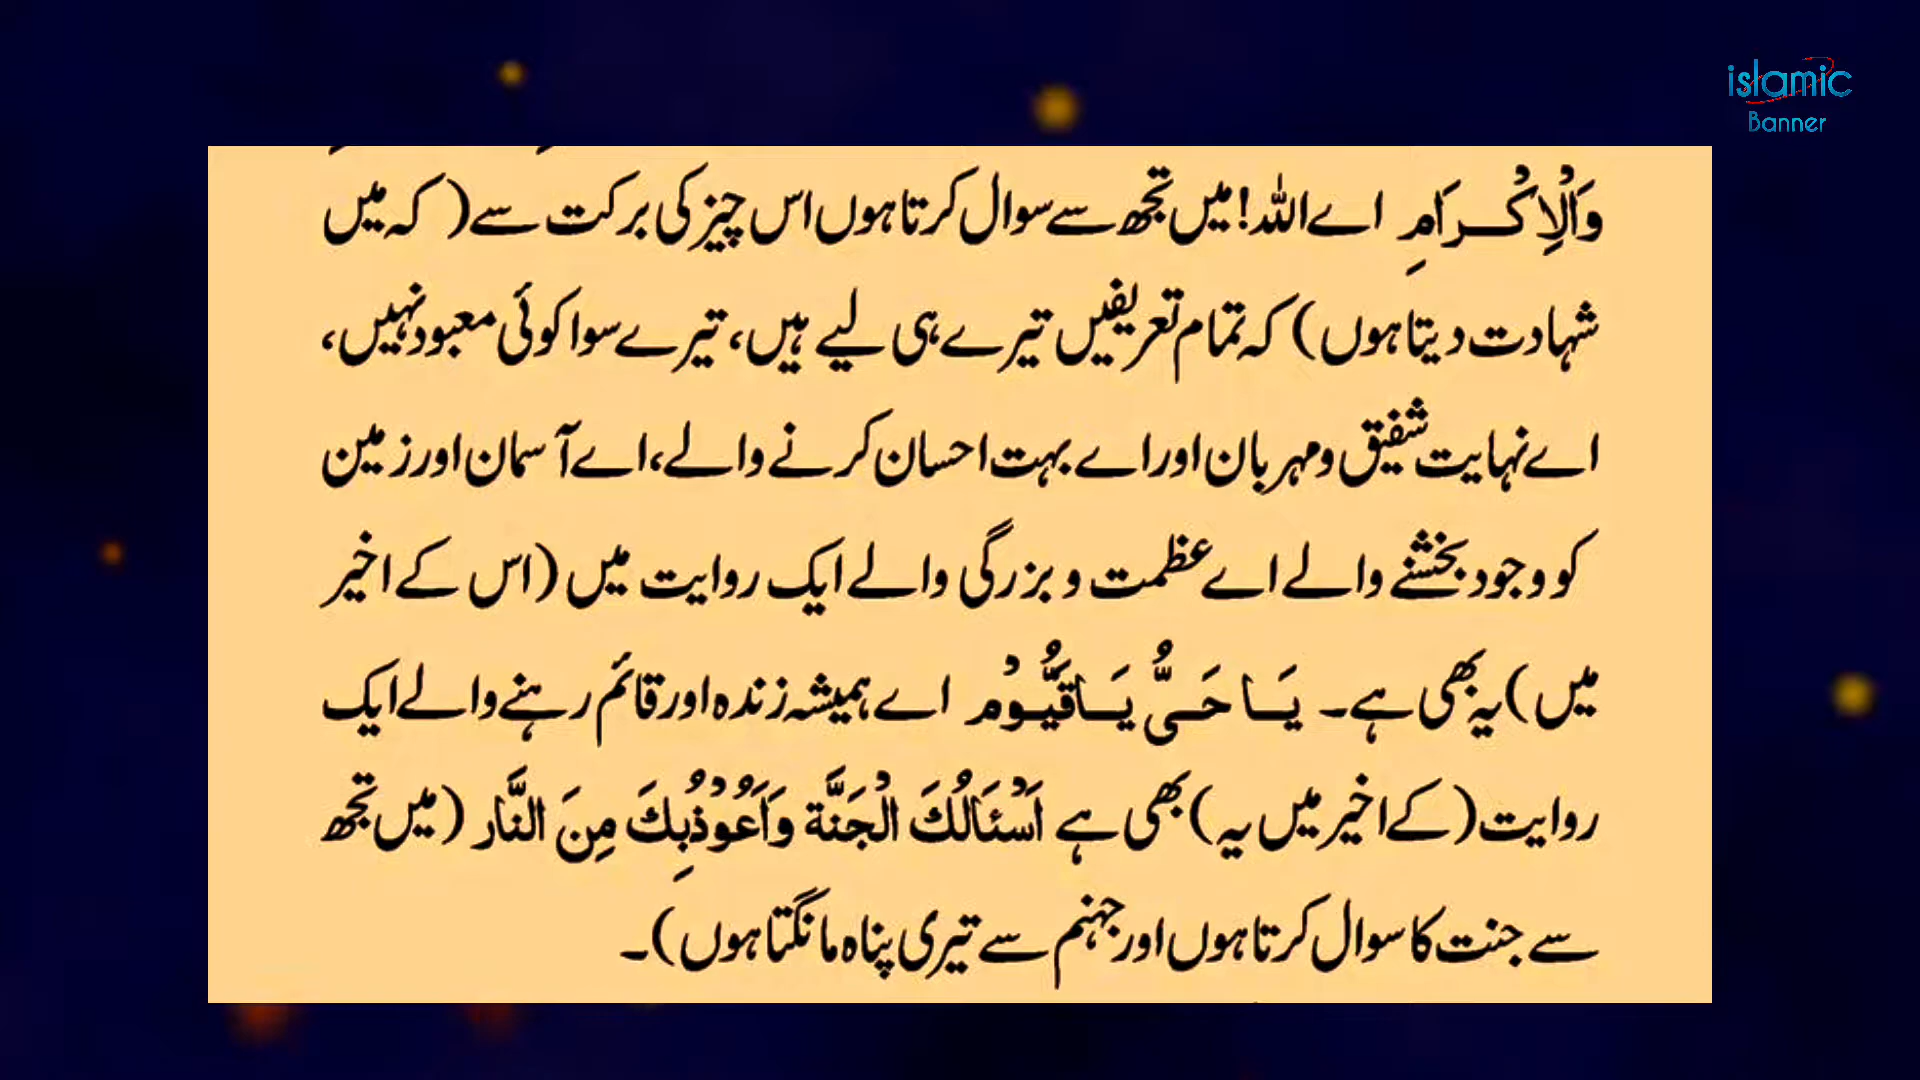 islamic
Banner
وَالْاِكْرَامِ اے اللہ! میں تجھ سے سوال کرتا ہوں اس چیز کی برکت سے ( کہ میں
شہادت دیتا ہوں) کہ تمام تعریفیں تیرے ہی لیے ہیں، تیرے سوا کوئی معبود نہیں،
اے نہایت شفیق و مہربان اور اے بہت احسان کرنے والے، اے آسمان اور زمین
کو وجود بخشنے والے اے عظمت و بزرگی والے ایک روایت میں (اس کے اخیر
میں) یہ بھی ہے۔ یَا حَیُّ یَاقَیُّوْمُ اے ہمیشہ زندہ اور قائم رہنے والے ایک
روایت (کے اخیر میں یہ) بھی ہے اَسْئَالُكَ الْجَنَّة وَاَعُوْذُبِكَ مِنَ النَّار (میں تجھ
سے جنت کا سوال کرتا ہوں اور جہنم سے تیری پناہ مانگتا ہوں)۔